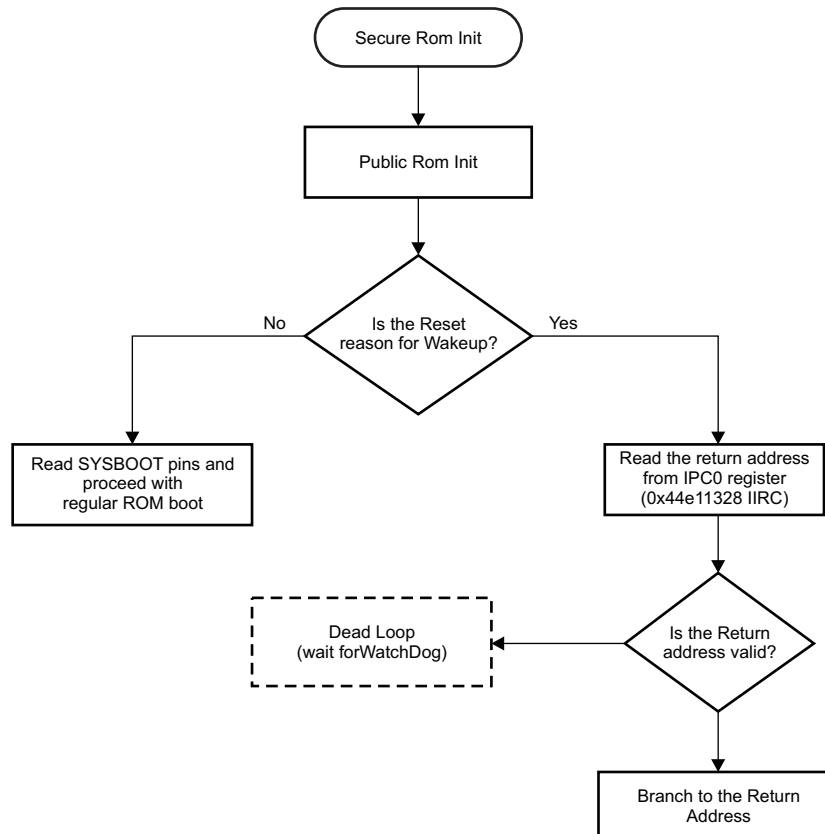 Secure Rom Init
Public Rom Init
Is the Reset
reason for Wakeup?
No
Yes
Read SYSBOOT pins and
proceed with
regular ROM boot
Read the return address
from IPC0 register
(0x44e11328 IIRC)
Dead Loop
(wait forWatchDog)
Is the Return
address valid?
Branch to the Return
Address